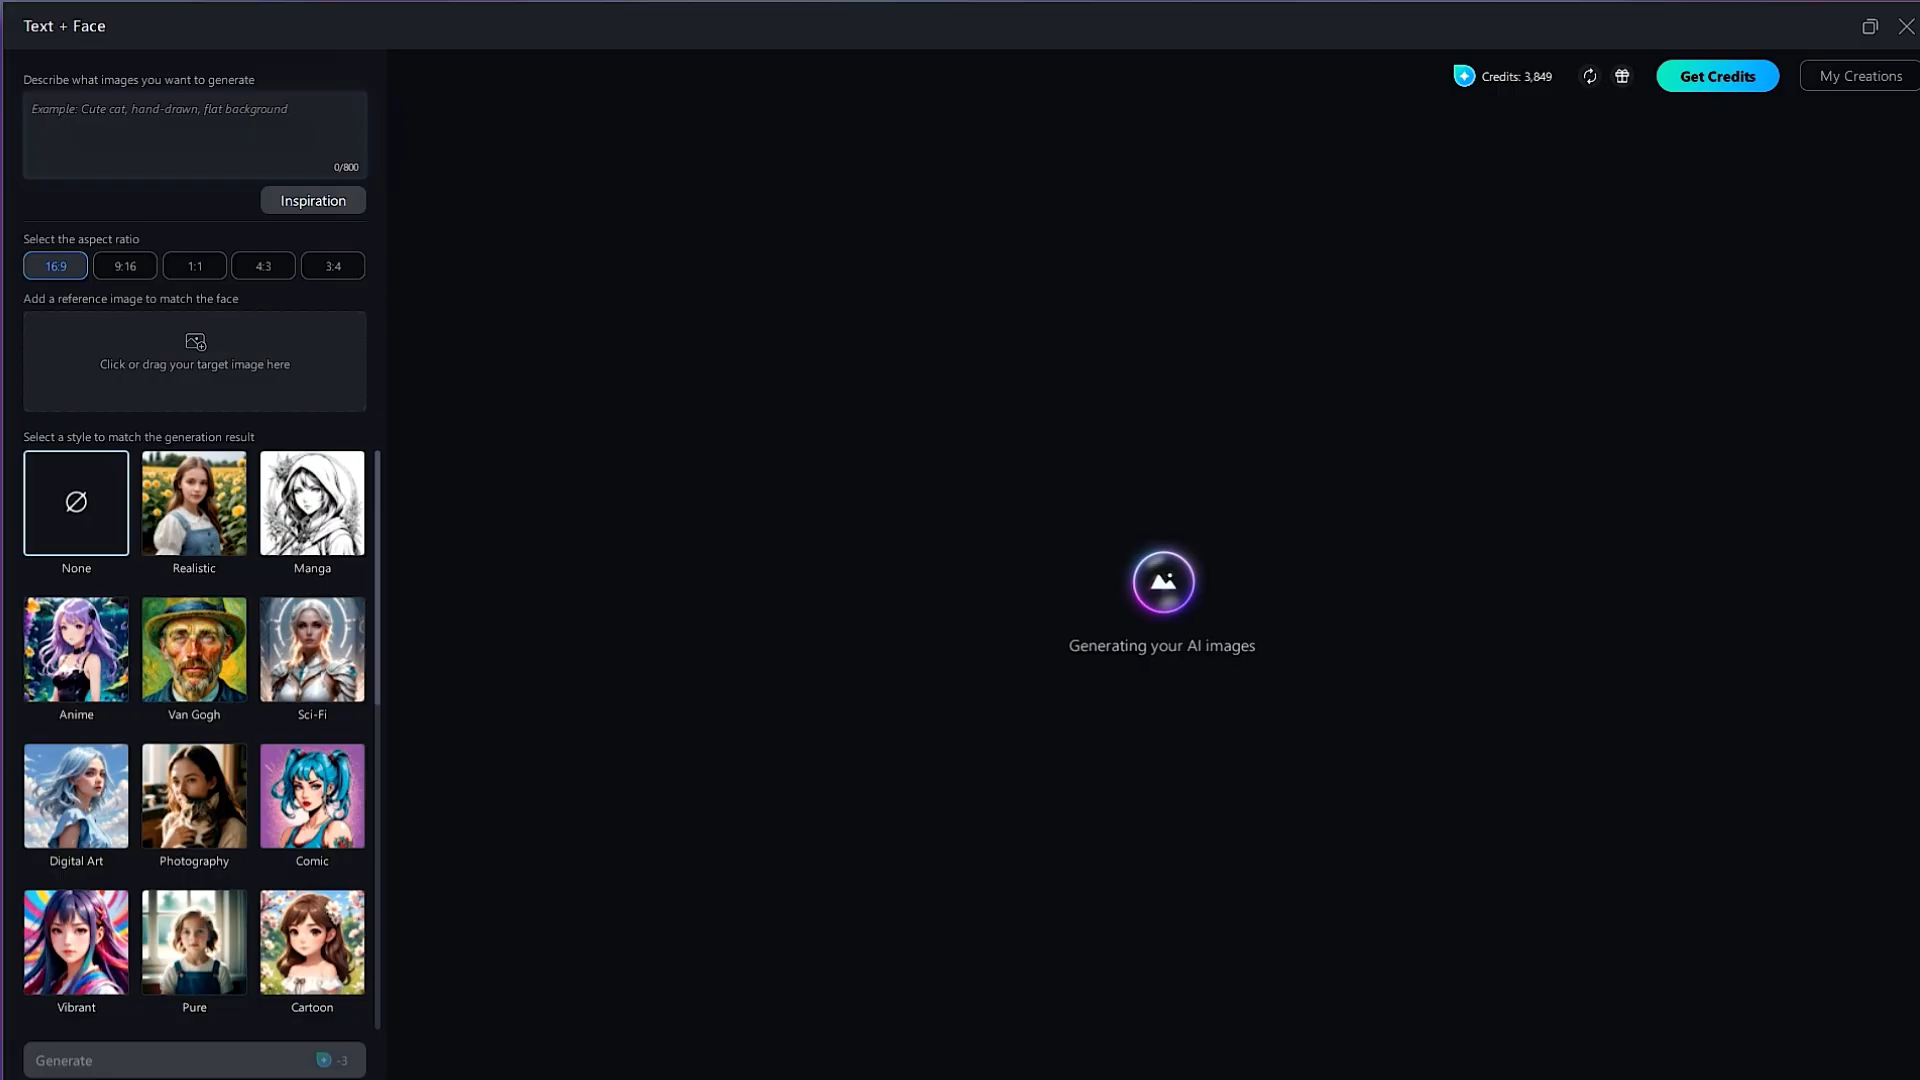 Text + Face
Credits: 3,849
Get Credits
My Creations
Describe what images you want to generate
Example: Cute cat, hand-drawn, flat background
0/800
Inspiration
Select the aspect ratio
16:9
9:16
1:1
4:3
3:4
Add a reference image to match the face
Click or drag your target image here
Select a style to match the generation result
None
Realistic
Manga
Anime
Van Gogh
Sci-Fi
Digital Art
Photography
Comic
Vibrant
Pure
Cartoon
Generate
-3
Generating your AI images